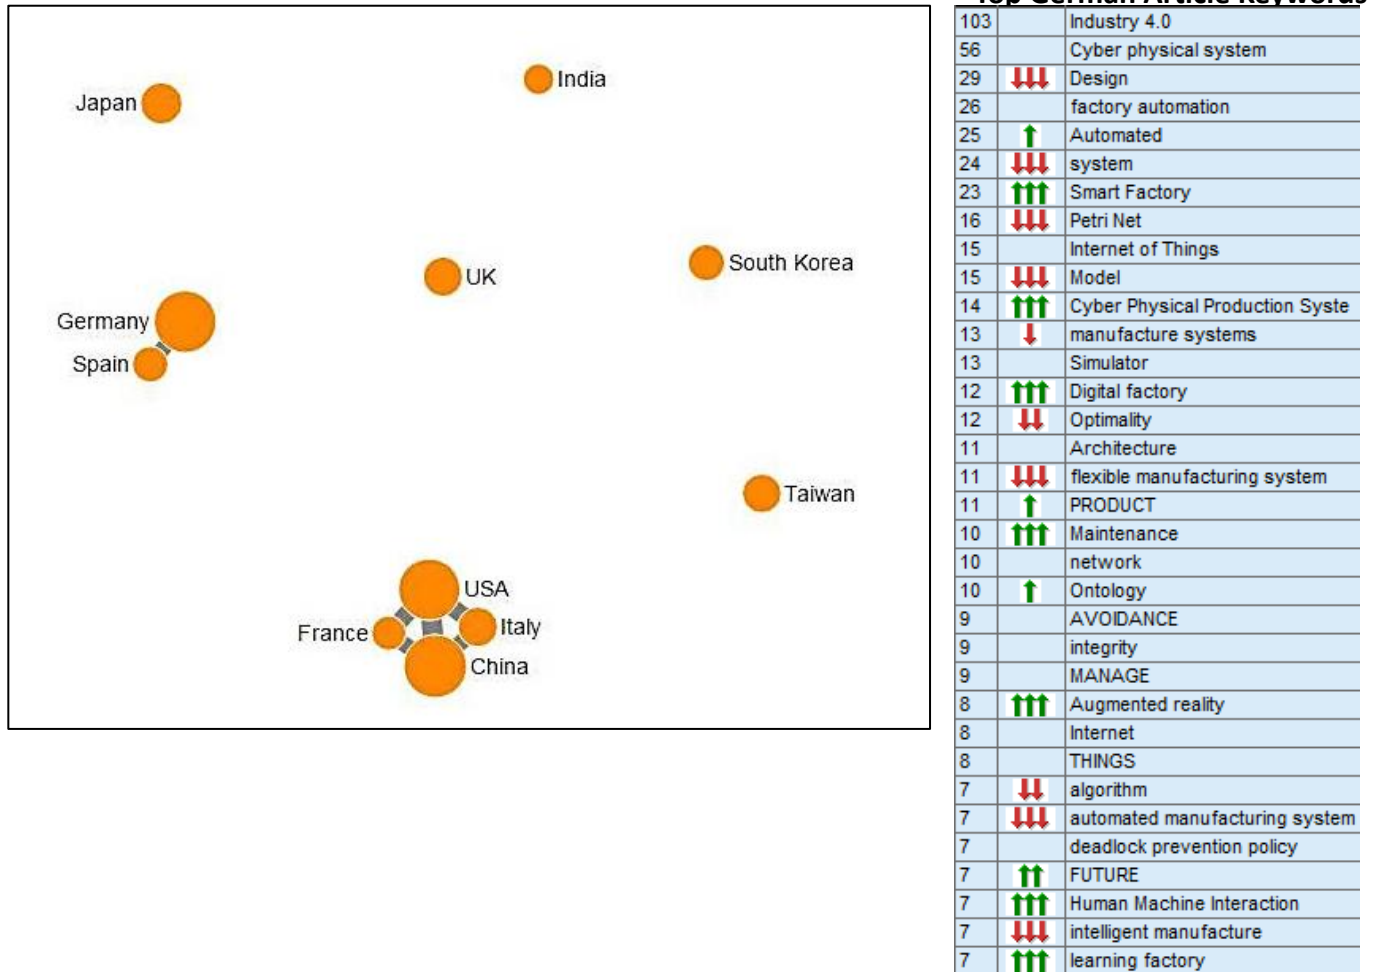 Top German Article Keywords
Japan
India
UK
South Korea
Germany
Spain
Taiwan
USA
France
Italy
China
103 Industry 4.0
56 Cyber physical system
29 Design
26 factory automation
25 Automated
24 system
23 Smart Factory
16 Petri Net
15 Internet of Things
15 Model
14 Cyber Physical Production Syste
13 manufacture systems
13 Simulator
12 Digital factory
12 Optimality
11 Architecture
11 flexible manufacturing system
11 PRODUCT
10 Maintenance
10 network
10 Ontology
9 AVOIDANCE
9 integrity
9 MANAGE
8 Augmented reality
8 Internet
8 THINGS
7 algorithm
7 automated manufacturing system
7 deadlock prevention policy
7 FUTURE
7 Human Machine Interaction
7 intelligent manufacture
7 learning factory